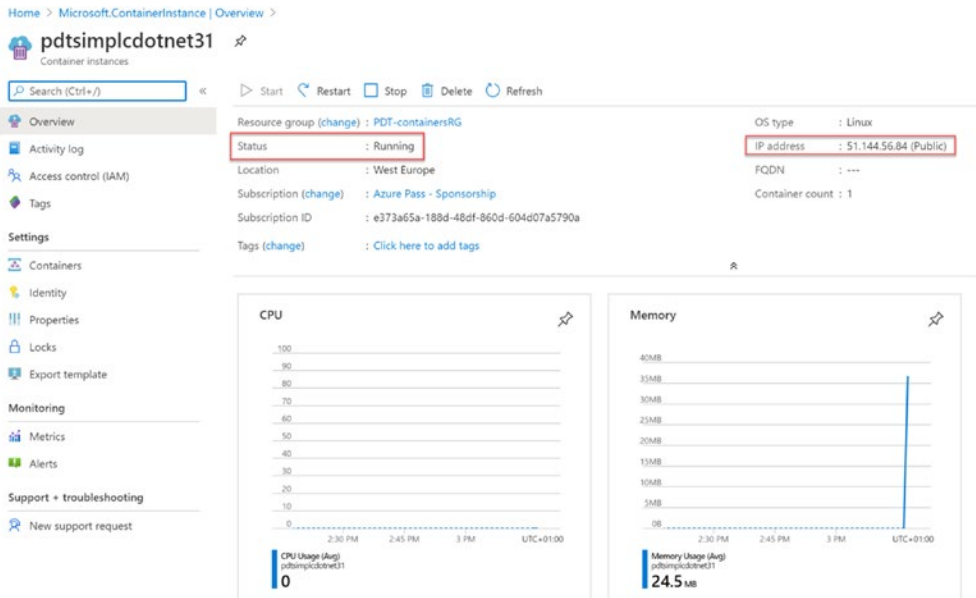 Home > Microsoft.ContainerInstance | Overview >
pdtsimplcdotnet31
Container instances
Search (Ctrl+/)
«
Start Restart Stop Delete Refresh
Overview
Activity log
Access control (IAM)
Tags
Settings
Containers
Identity
Properties
Locks
Export template
Monitoring
Metrics
Alerts
Support + troubleshooting
New support request
Resource group (change) : PDT-containersRG
Status : Running
Location : West Europe
Subscription (change) : Azure Pass - Sponsorship
Subscription ID : e373a65a-188d-48df-860d-604d07a5790a
Tags (change) : Click here to add tags
OS type : Linux
IP address : 51.144.56.84 (Public)
FQDN : ---
Container count : 1
CPU
100
90
80
70
60
50
40
30
20
10
0
2:30 PM 2:45 PM 3 PM UTC+01:00
CPU Usage (Avg)
pdtsimplcdotnet31
0
Memory
40MB
35MB
30MB
25MB
20MB
15MB
10MB
5MB
0B
2:30 PM 2:45 PM 3 PM UTC+01:00
Memory Usage (Avg)
pdtsimplcdotnet31
24.5 MB